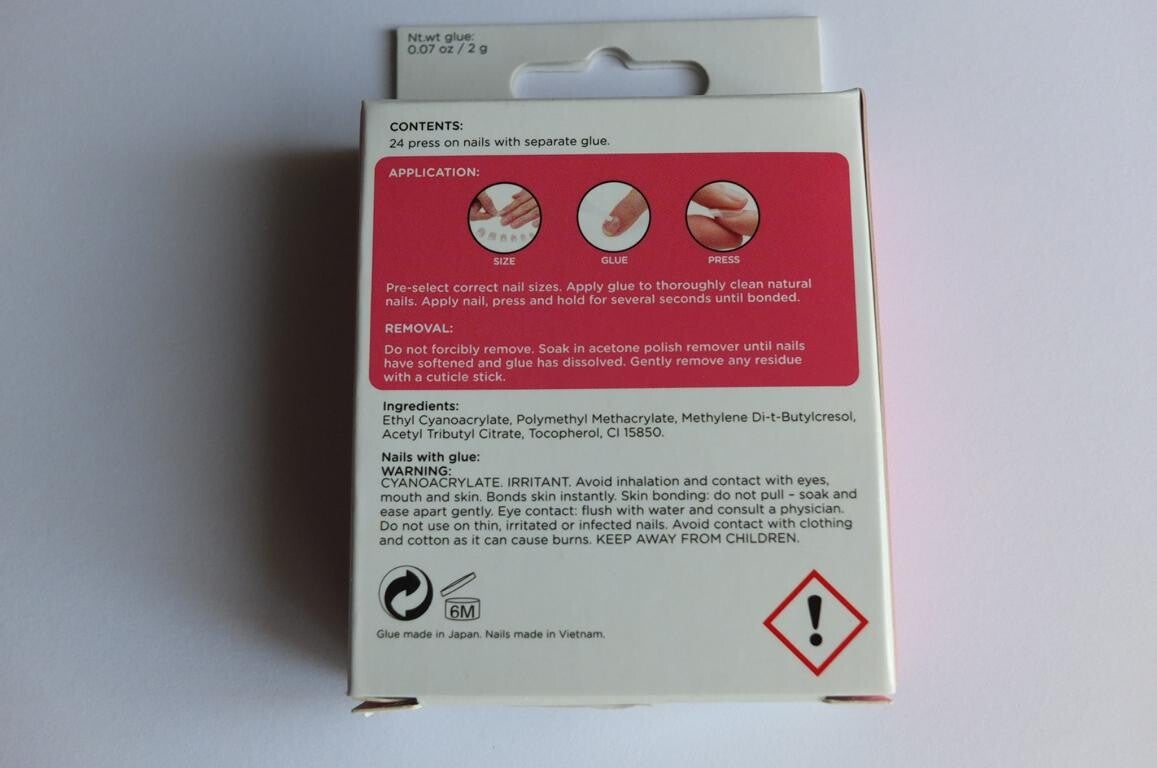 Nt.wt glue:
0.07 oz / 2 g
CONTENTS:
24 press on nails with separate glue.
APPLICATION:
SIZE
GLUE
PRESS
Pre-select correct nail sizes. Apply glue to thoroughly clean natural
nails. Apply nail, press and hold for several seconds until bonded.
REMOVAL:
Do not forcibly remove. Soak in acetone polish remover until nails
have softened and glue has dissolved. Gently remove any residue
with a cuticle stick.
Ingredients:
Ethyl Cyanoacrylate, Polymethyl Methacrylate, Methylene Di-t-Butylcresol,
Acetyl Tributyl Citrate, Tocopherol, CI 15850.
Nails with glue:
WARNING:
CYANOACRYLATE. IRRITANT. Avoid inhalation and contact with eyes,
mouth and skin. Bonds skin instantly. Skin bonding: do not pull – soak and
ease apart gently. Eye contact: flush with water and consult a physician.
Do not use on thin, irritated or infected nails. Avoid contact with clothing
and cotton as it can cause burns. KEEP AWAY FROM CHILDREN.
6M
Glue made in Japan. Nails made in Vietnam.